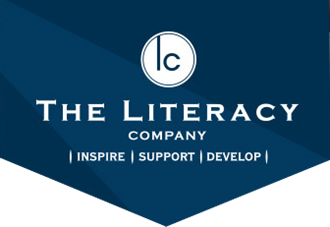 lc
THE LITERACY
COMPANY
| INSPIRE | SUPPORT | DEVELOP |